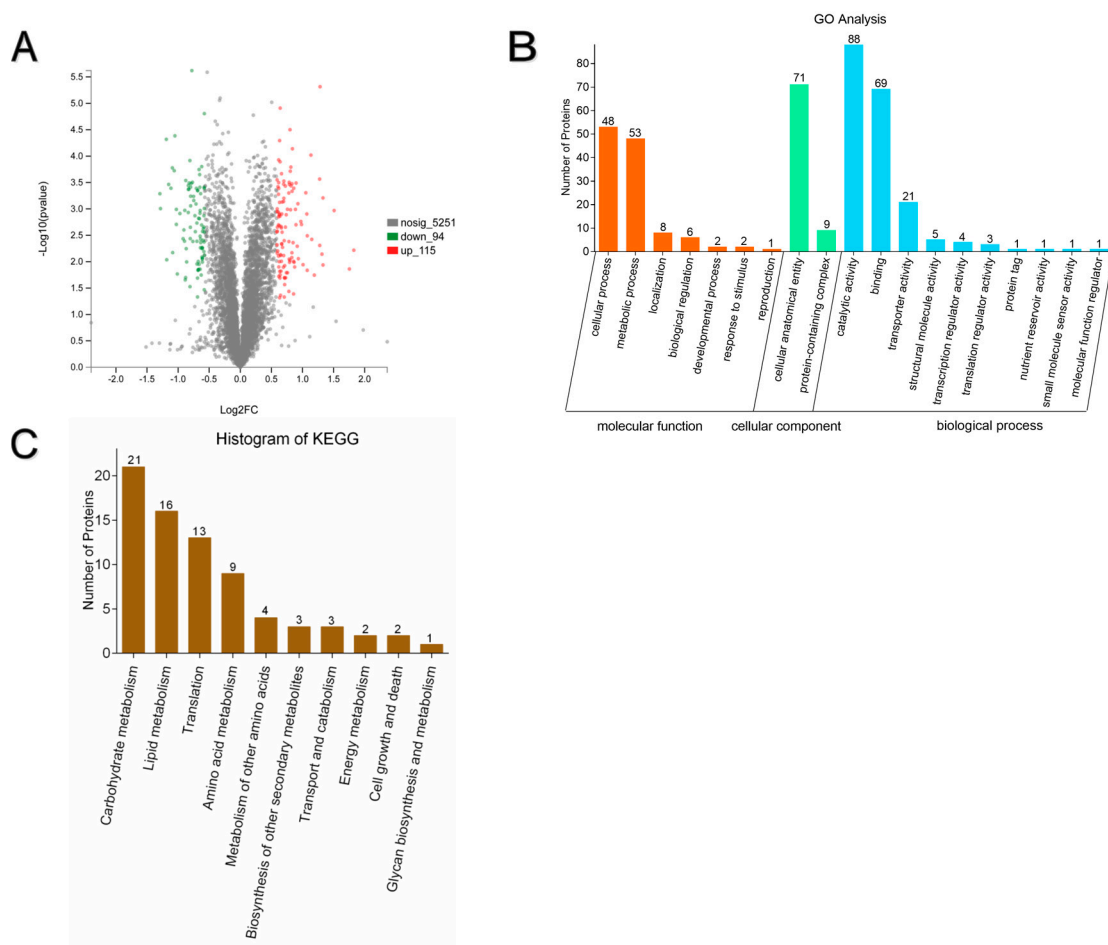 A
5.5
5.0
4.5
4.0
3.5
3.0
2.5
2.0
1.5
1.0
0.5
0.0
-Log10(pvalue)
-2.0 -1.5 -1.0 -0.5 0.0 0.5 1.0 1.5 2.0
Log2FC
nosig_5251
down_94
up_115
B
GO Analysis
Number of Proteins
80
70
60
50
40
30
20
10
0
48 53 8 6 2 2 1 71 9 88 69 21 5 4 3 1 1 1 1
cellular process
metabolic process
localization
biological regulation
developmental process
response to stimulus
reproduction
cellular anatomical entity
protein-containing complex
catalytic activity
binding
transporter activity
structural molecule activity
transcription regulator activity
translation regulator activity
protein tag
nutrient reservoir activity
small molecule sensor activity
molecular function regulator
molecular function cellular component biological process
C
Histogram of KEGG
Number of Proteins
20
15
10
5
0
21 16 13 9 4 3 3 2 2 1
Carbohydrate metabolism
Lipid metabolism
Translation
Amino acid metabolism
Metabolism of other amino acids
Biosynthesis of other secondary metabolites
Transport and catabolism
Energy metabolism
Cell growth and death
Glycan biosynthesis and metabolism